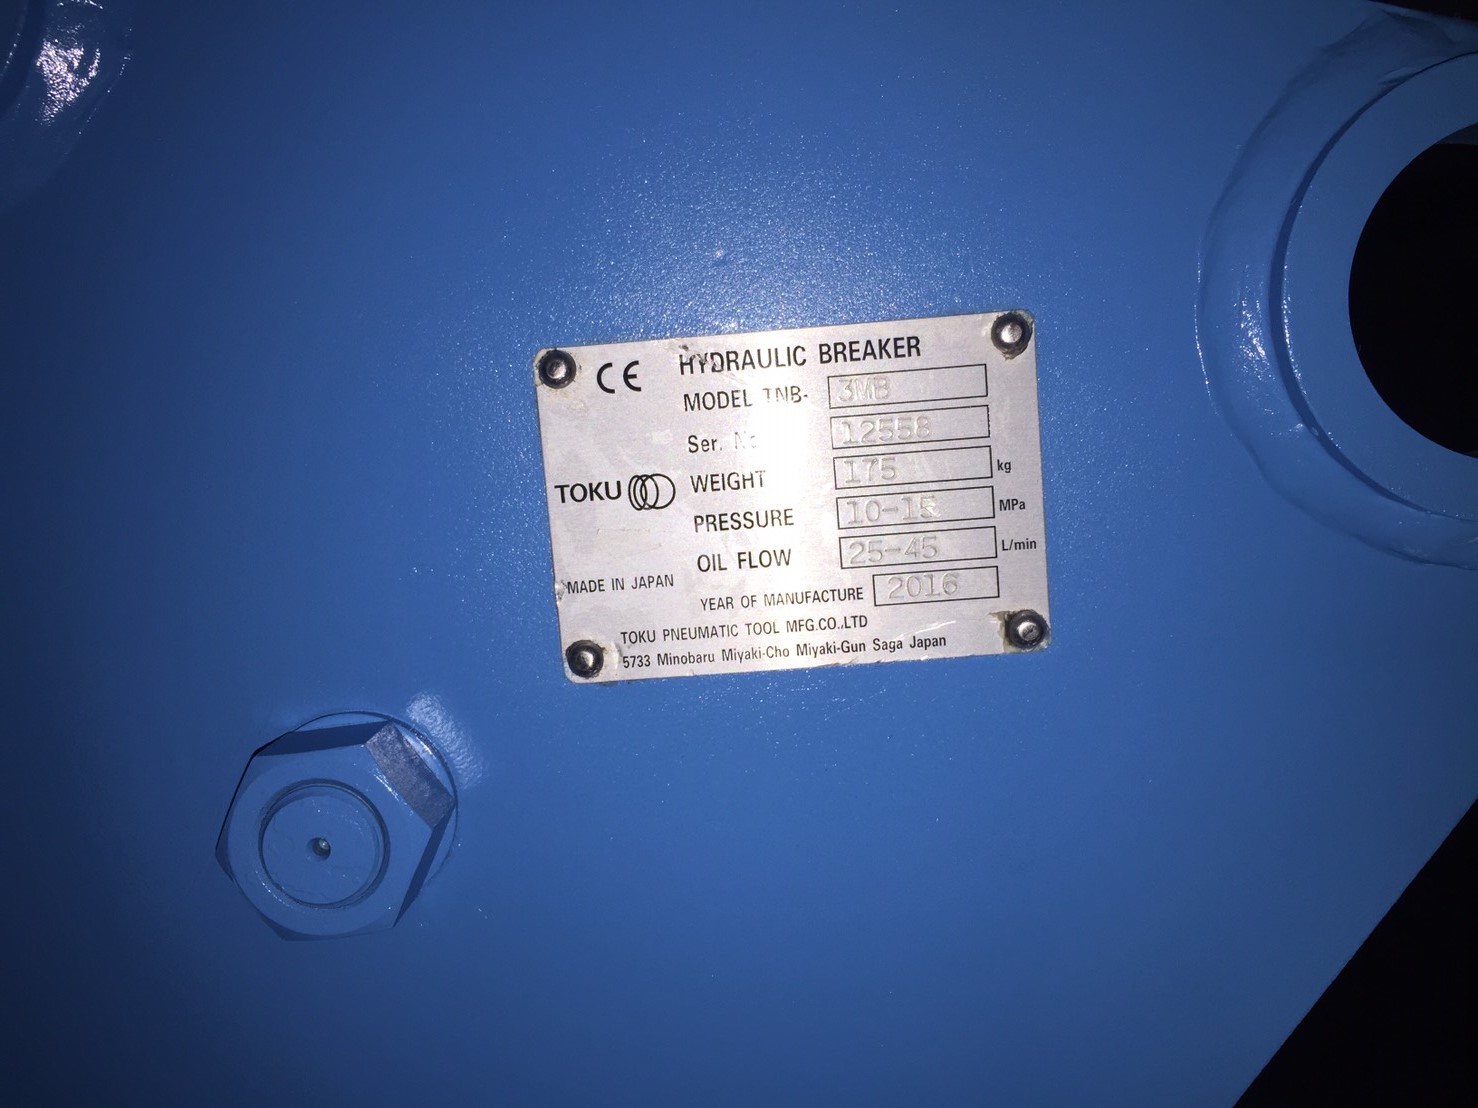 CE HYDRAULIC BREAKER
MODEL TNB- 3MB
Ser. No 12558
WEIGHT 175 kg
TOKU
PRESSURE 10-15 MPa
OIL FLOW 25-45 L/min
MADE IN JAPAN
YEAR OF MANUFACTURE 2016
TOKU PNEUMATIC TOOL MFG.CO.,LTD
5733 Minobaru Miyaki-Cho Miyaki-Gun Saga Japan